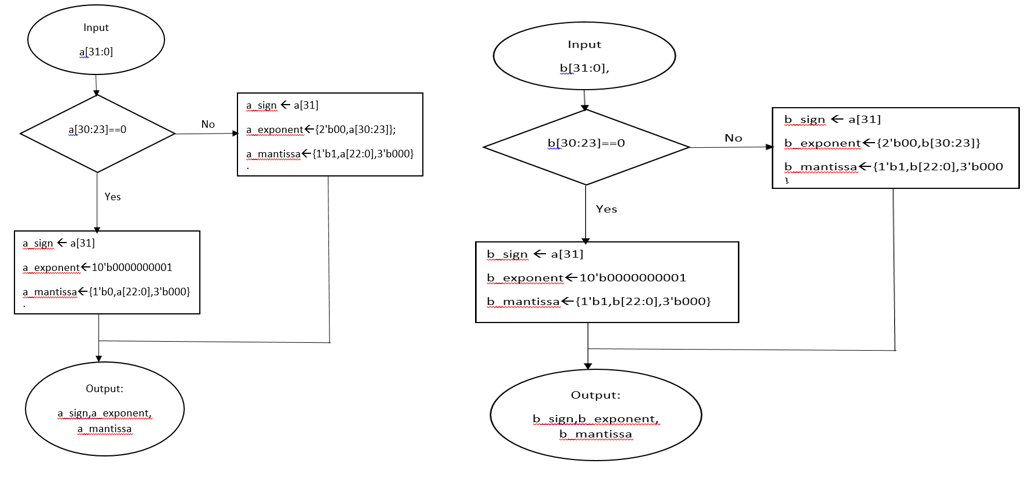 Input
a[31:0]
a[30:23]==0
No
a_sign ← a[31]
a_exponent←{2'b00,a[30:23]};
a_mantissa←{1'b1,a[22:0],3'b000}
.
Yes
a_sign ← a[31]
a_exponent←10'b0000000001
a_mantissa←{1'b0,a[22:0],3'b000}
.
Output:
a_sign,a_exponent,
a_mantissa
Input
b[31:0],
b[30:23]==0
No
b_sign ← a[31]
b_exponent←{2'b00,b[30:23]}
b_mantissa←{1'b1,b[22:0],3'b000
}
Yes
b_sign ← a[31]
b_exponent←10'b0000000001
b_mantissa←{1'b1,b[22:0],3'b000}
Output:
b_sign,b_exponent,
b_mantissa